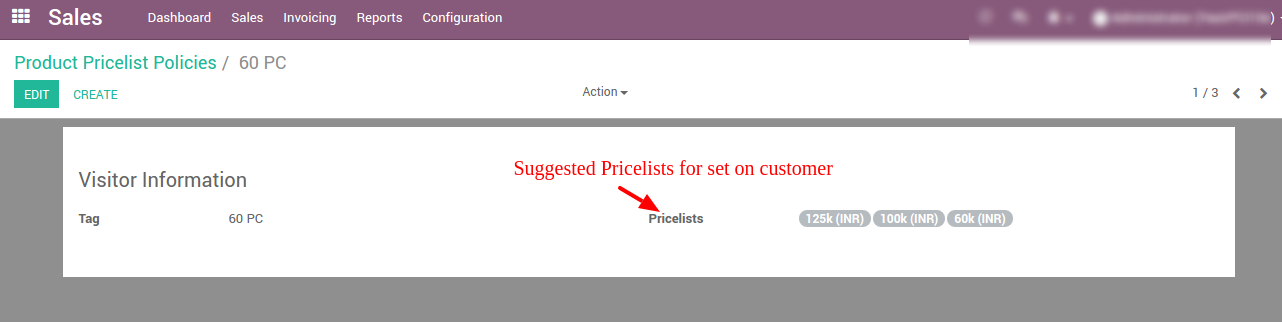 Sales Dashboard Sales Invoicing Reports Configuration
Product Pricelist Policies / 60 PC
EDIT CREATE Action 1 / 3
Suggested Pricelists for set on customer
Visitor Information
Tag 60 PC Pricelists 125k (INR) 100k (INR) 60k (INR)